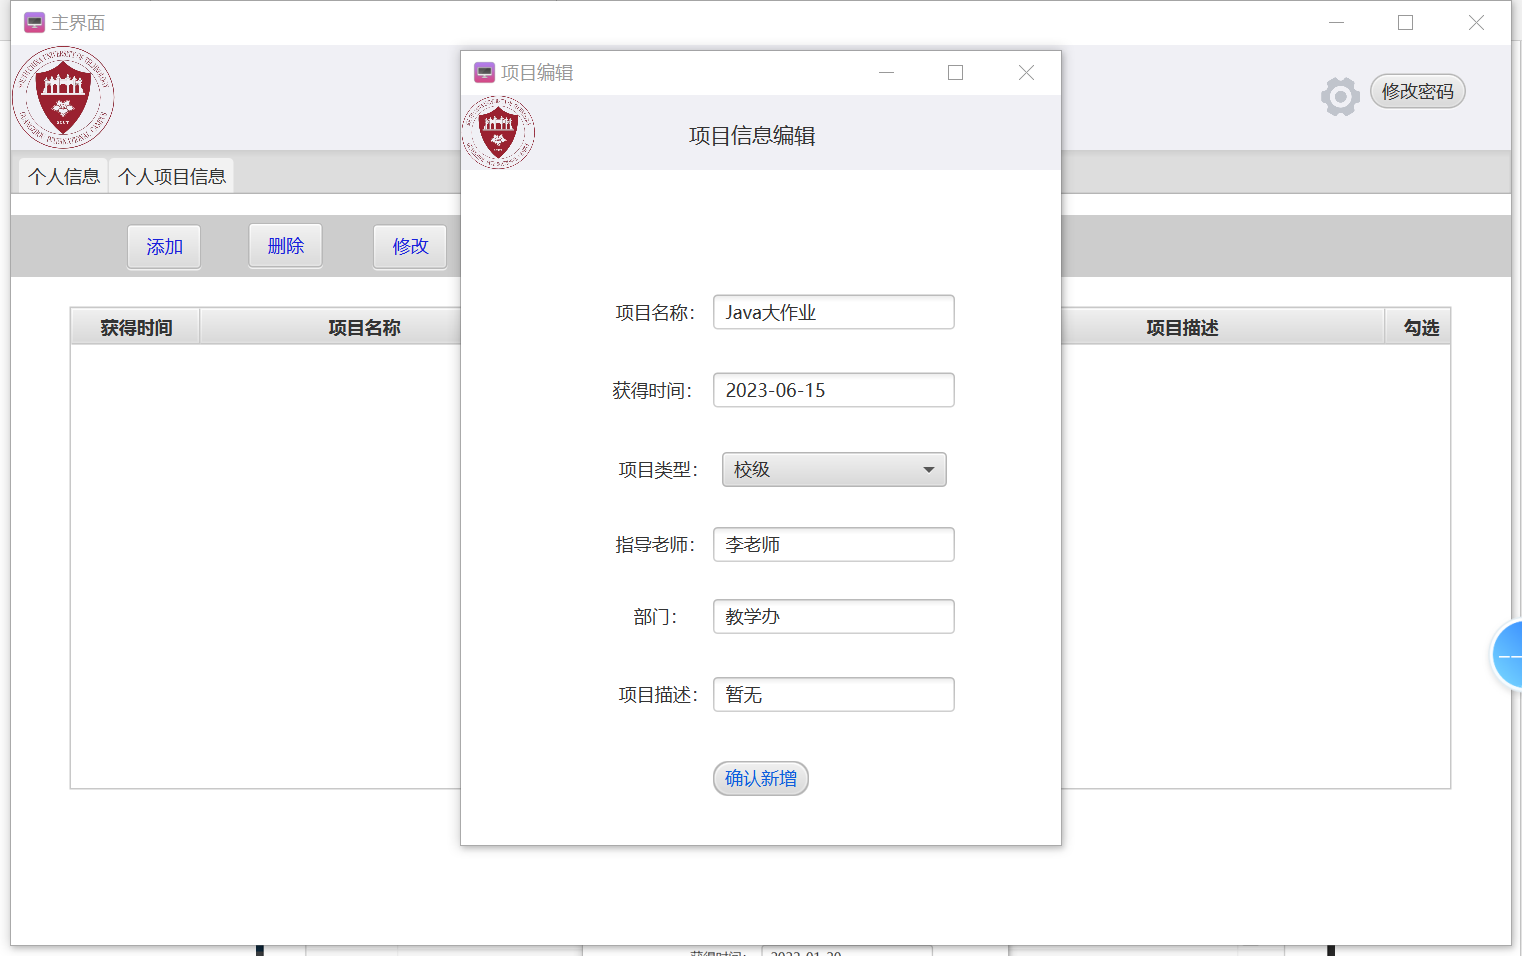 主界面
项目编辑
修改密码
项目信息编辑
个人信息 个人项目信息
添加 删除 修改
项目名称： Java大作业
获得时间 项目名称 项目描述 勾选
获得时间： 2023-06-15
项目类型： 校级
指导老师： 李老师
部门： 教学办
项目描述： 暂无
确认新增